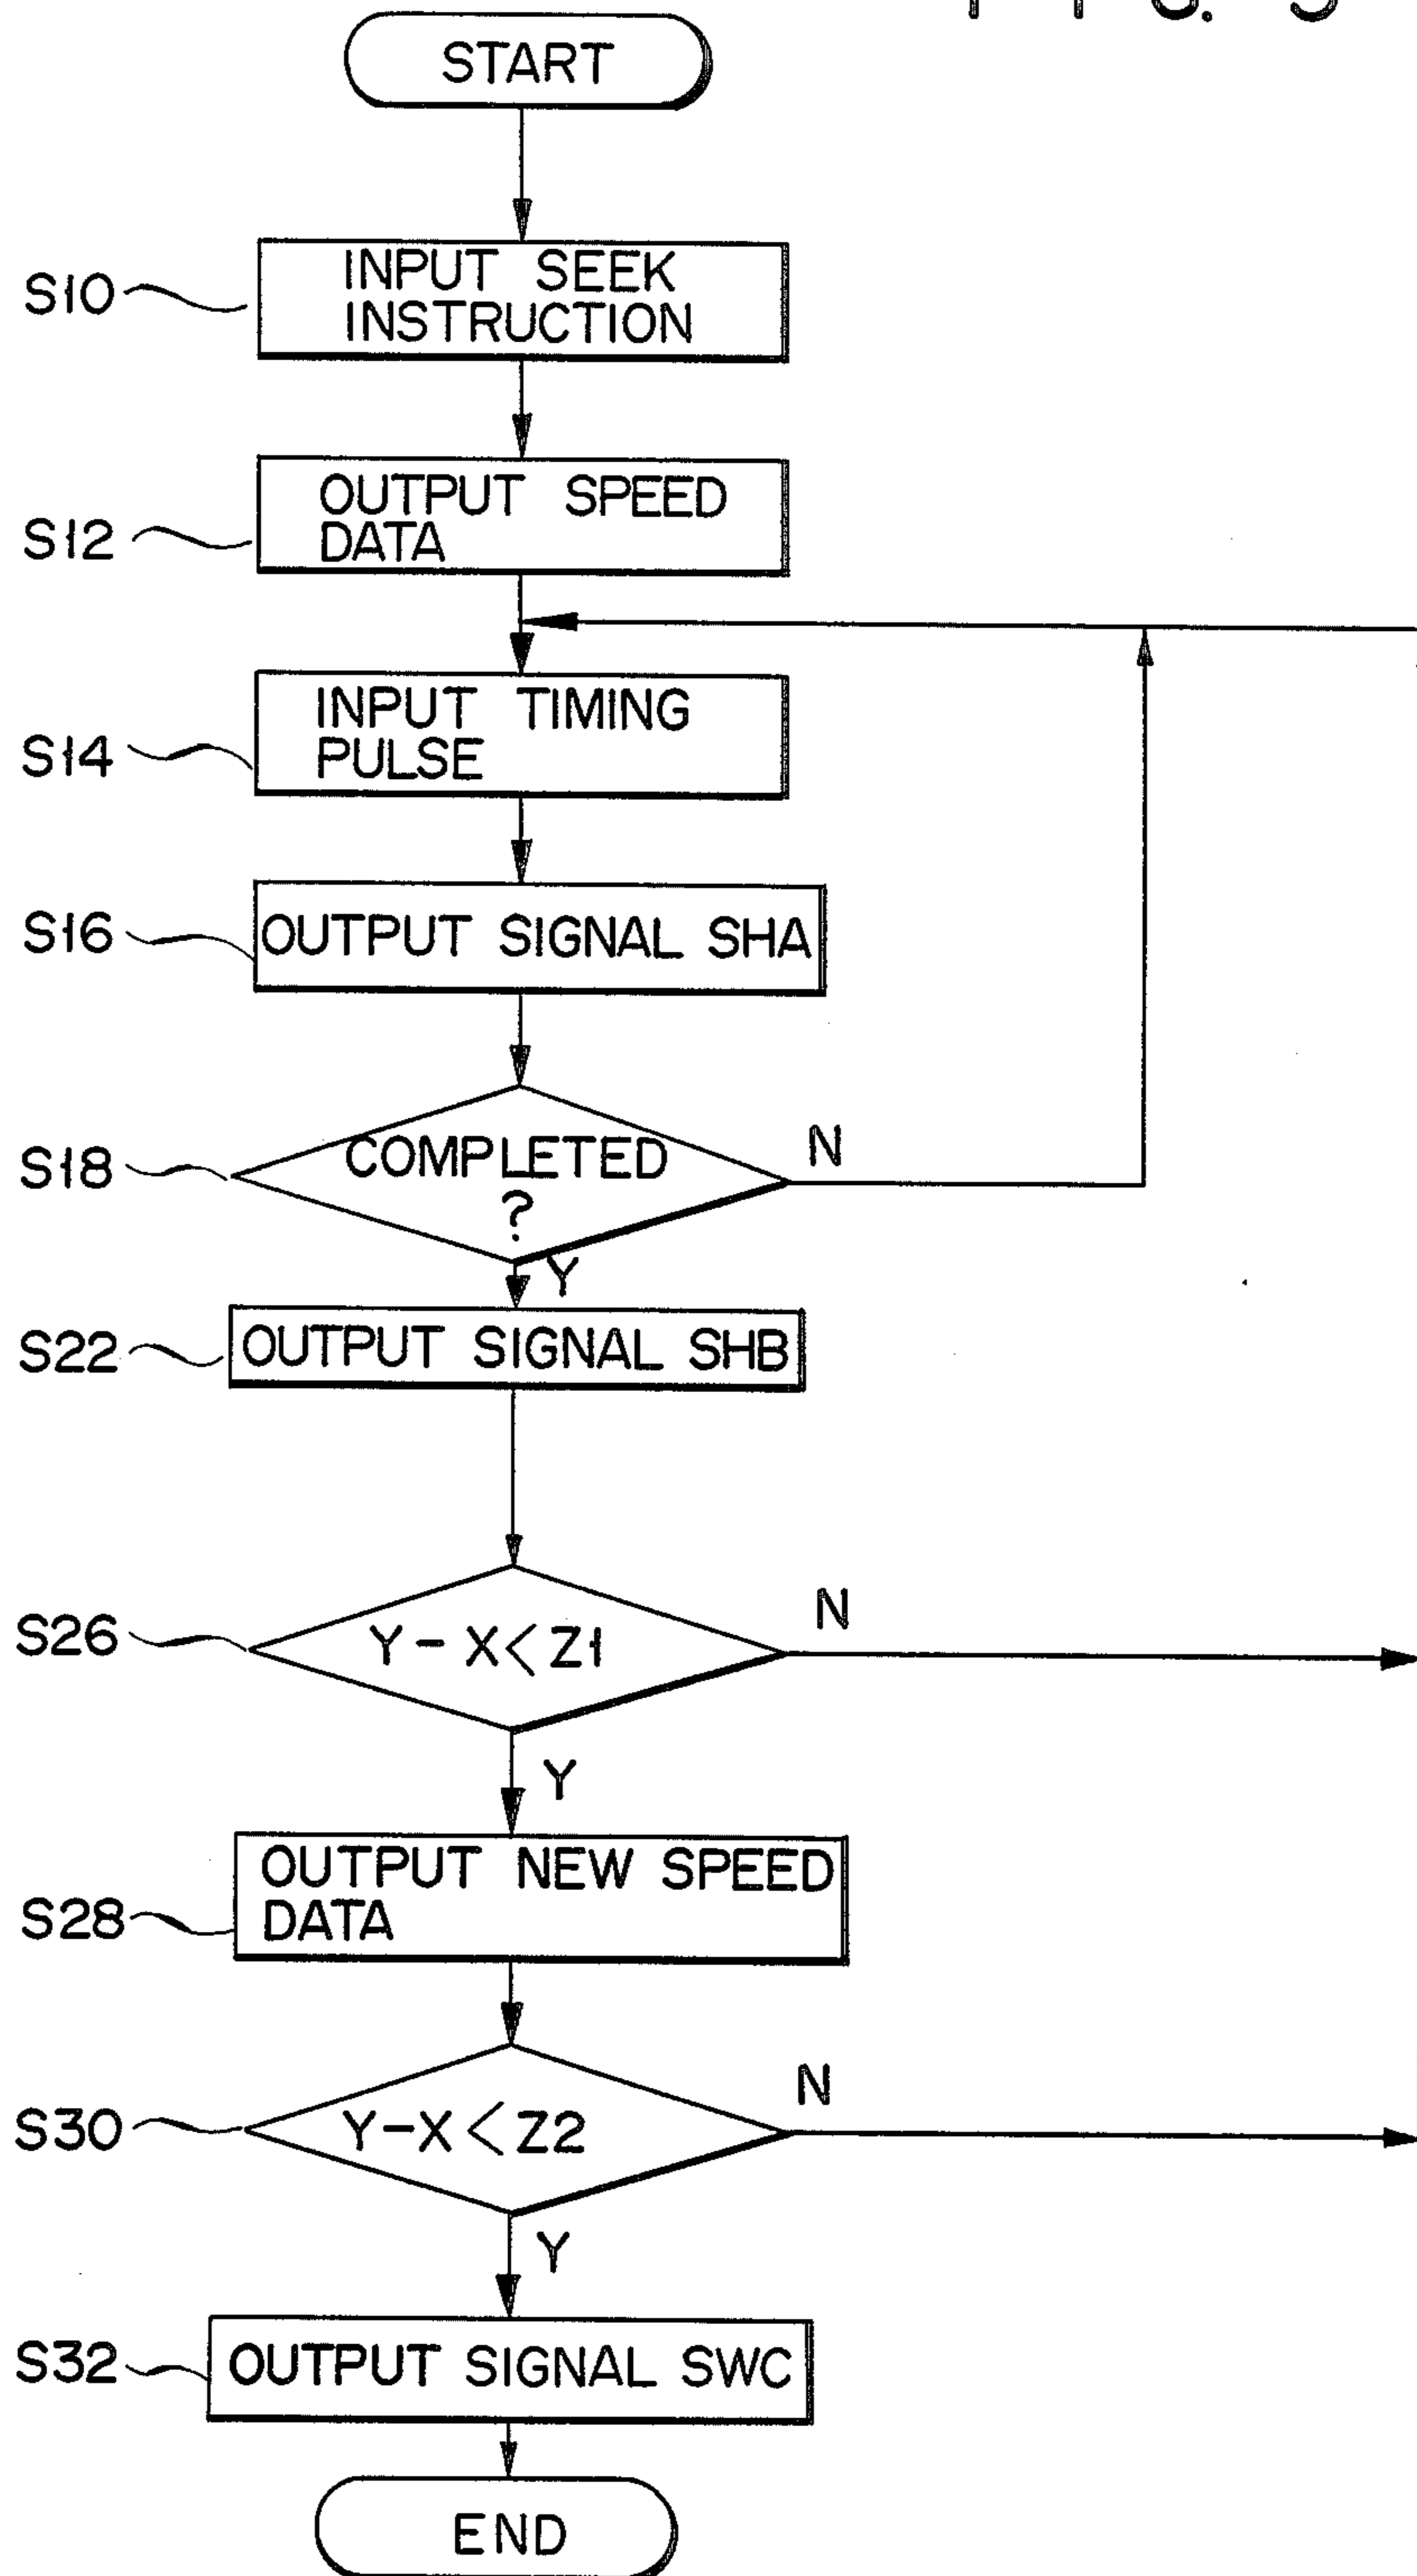 START
S10
INPUT SEEK
INSTRUCTION
S12
OUTPUT SPEED
DATA
S14
INPUT TIMING
PULSE
S16
OUTPUT SIGNAL SHA
S18
COMPLETED
?
N
Y
S22
OUTPUT SIGNAL SHB
S26
Y-X<Z1
N
Y
S28
OUTPUT NEW SPEED
DATA
S30
Y-X<Z2
N
Y
S32
OUTPUT SIGNAL SWC
END